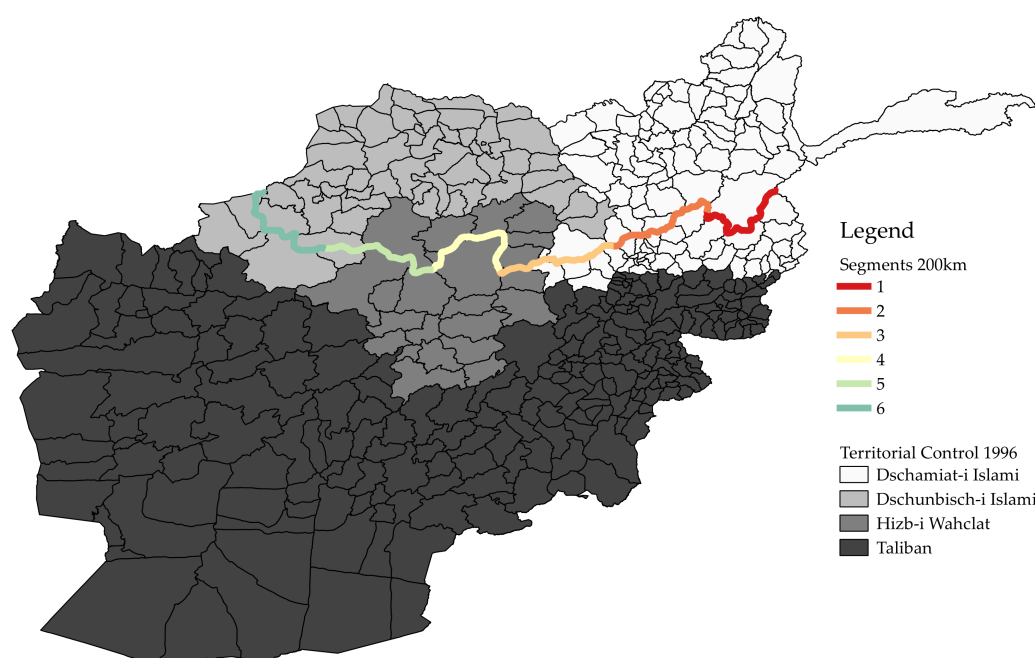 Legend
Segments 200km
1
2
3
4
5
6
Territorial Control 1996
Dschamiat-i Islami
Dschunbisch-i Islami
Hizb-i Wahclat
Taliban